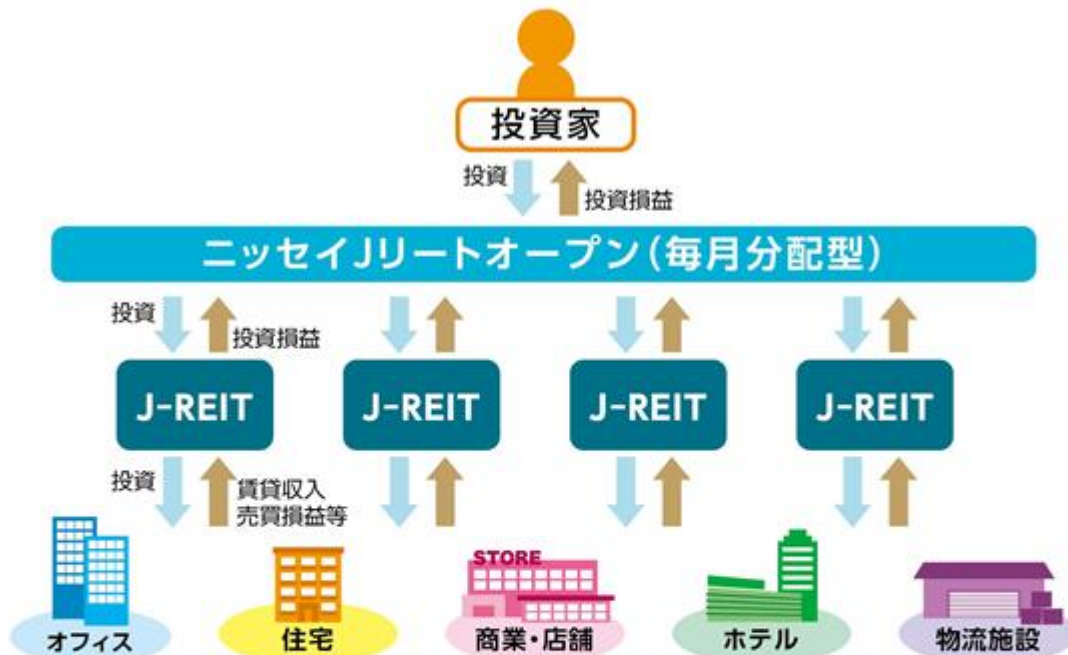 投資家
投資
投資損益
ニッセイJリートオープン（毎月分配型）
投資
投資損益
J-REIT
J-REIT
J-REIT
J-REIT
投資
賃貸収入
売買損益等
STORE
オフィス
住宅
商業・店舗
ホテル
物流施設